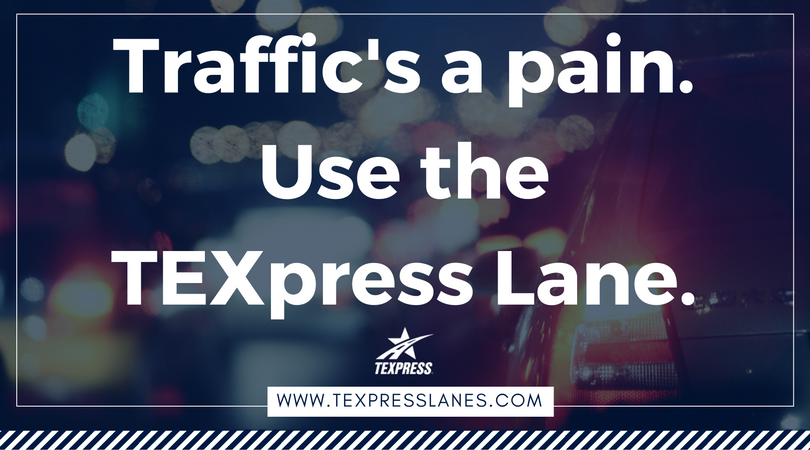 Traffic's a pain.
Use the
TEXpress Lane.
TEXPRESS
WWW.TEXPRESSLANES.COM